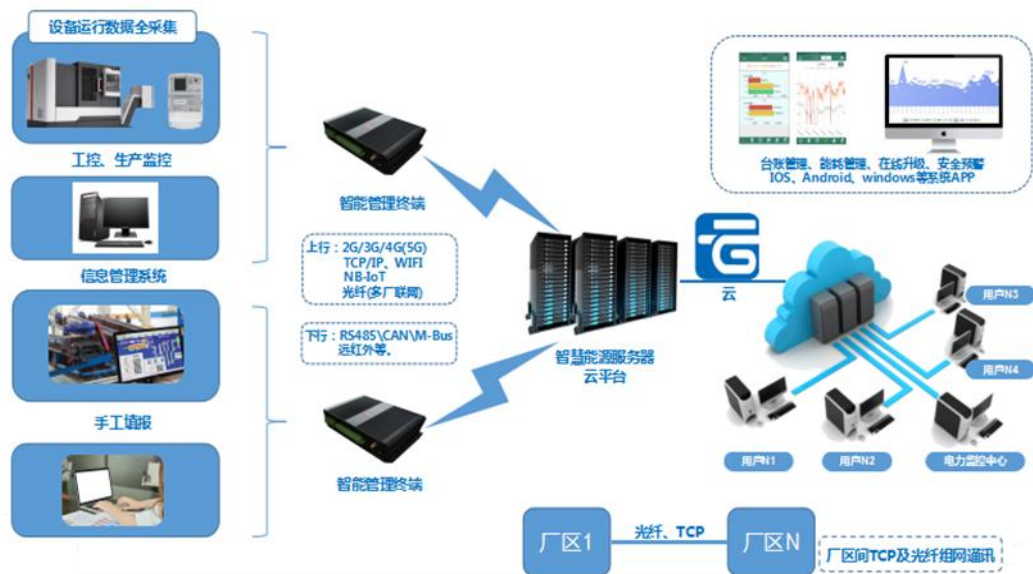 设备运行数据全采集
工控、生产监控
信息管理系统
手工填报
智能管理终端
上行：2G/3G/4G(5G)
TCP/IP、WIFI
NB-IoT
光纤(多厂联网)
下行：RS485\CAN\M-Bus
远红外等。
智能管理终端
智慧能源服务器
云平台
云
台账管理、能耗管理、在线升级、安全预警
IOS、Android、windows等系统APP
用户N3
用户N4
用户N1
用户N2
电力监控中心
厂区1
光纤、TCP
厂区N
厂区间TCP及光纤组网通讯